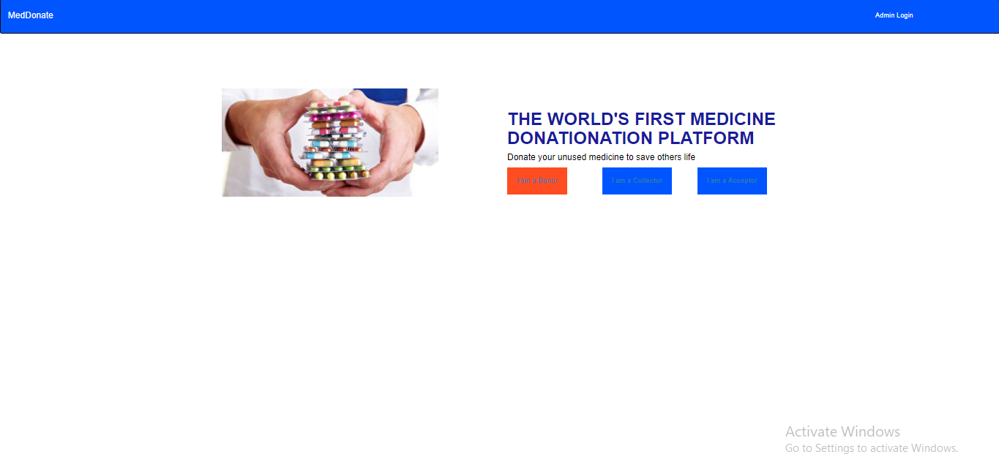 MedDonate
Admin Login
THE WORLD'S FIRST MEDICINE
DONATIONATION PLATFORM
Donate your unused medicine to save others life
I am a Donor
I am a Collector
I am a Acceptor
Activate Windows
Go to Settings to activate Windows.